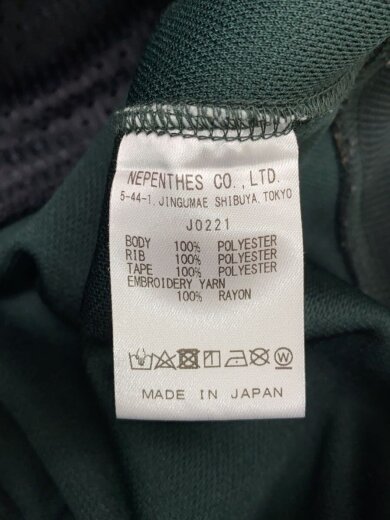 NEPENTHES CO., LTD.
5-44-1, JINGUMAE SHIBUYA, TOKYO
J0221
BODY 100% POLYESTER
RIB 100% POLYESTER
TAPE 100% POLYESTER
EMBROIDERY YARN
100% RAYON
MADE IN JAPAN